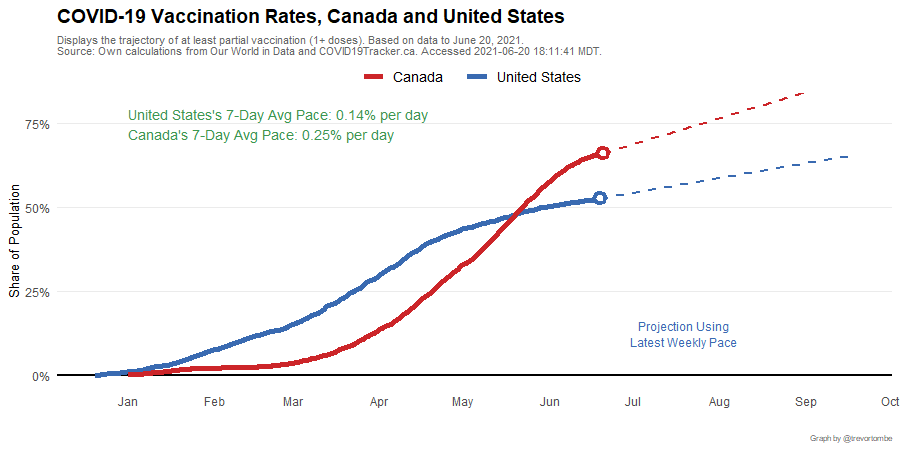 COVID-19 Vaccination Rates, Canada and United States
Displays the trajectory of at least partial vaccination (1+ doses). Based on data to June 20, 2021.
Source: Own calculations from Our World in Data and COVID19Tracker.ca. Accessed 2021-06-20 18:11:41 MDT.
Canada United States
United States's 7-Day Avg Pace: 0.14% per day
Canada's 7-Day Avg Pace: 0.25% per day
75%
50%
25%
0%
Share of Population
Projection Using
Latest Weekly Pace
Jan Feb Mar Apr May Jun Jul Aug Sep Oct
Graph by @trevortombe